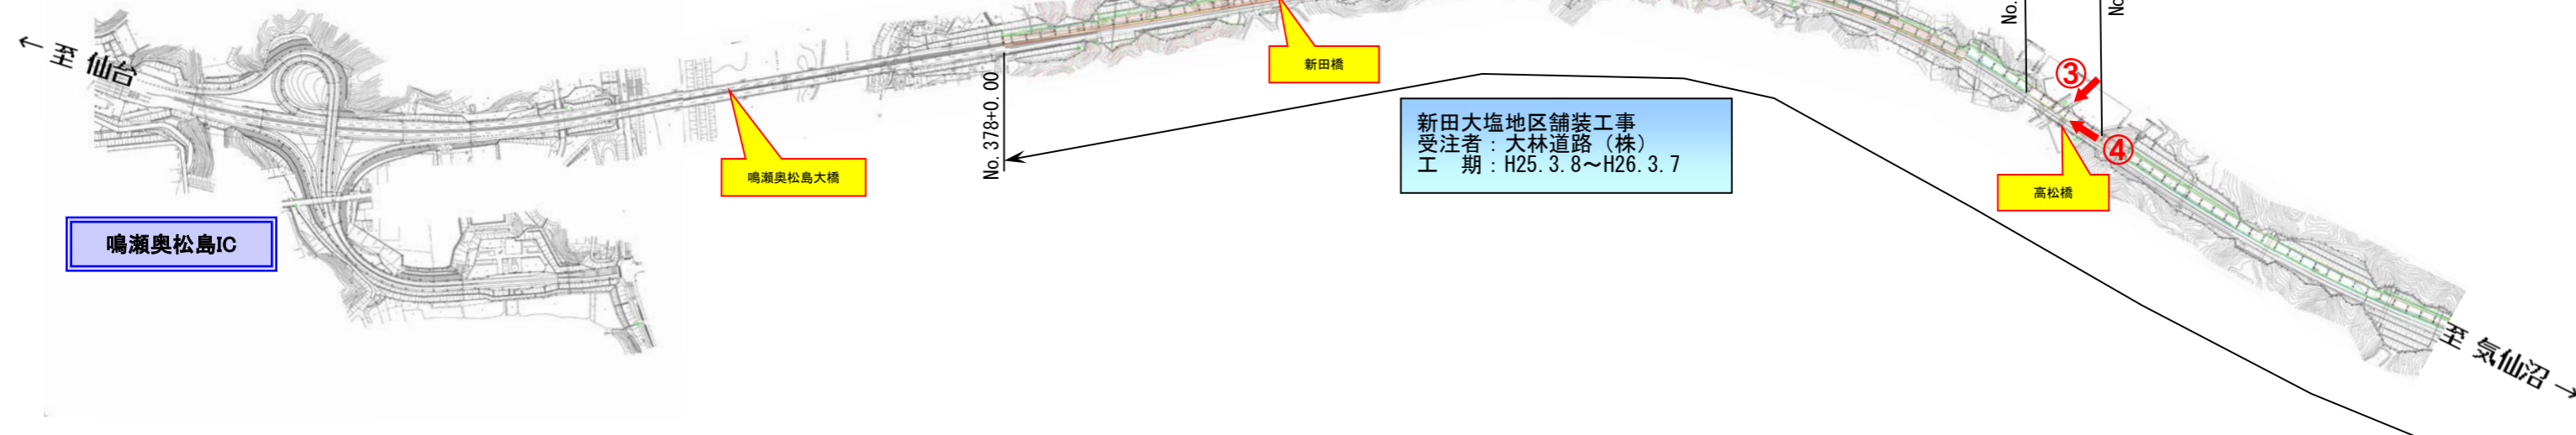 ← 至 仙台
鳴瀬奥松島IC
鳴瀬奥松島大橋
No. 378+0. 00
新田橋
新田大塩地区舗装工事
受注者：大林道路（株）
工　期：H25. 3. 8～H26. 3. 7
No.
No
③
④
高松橋
至 気仙沼 →